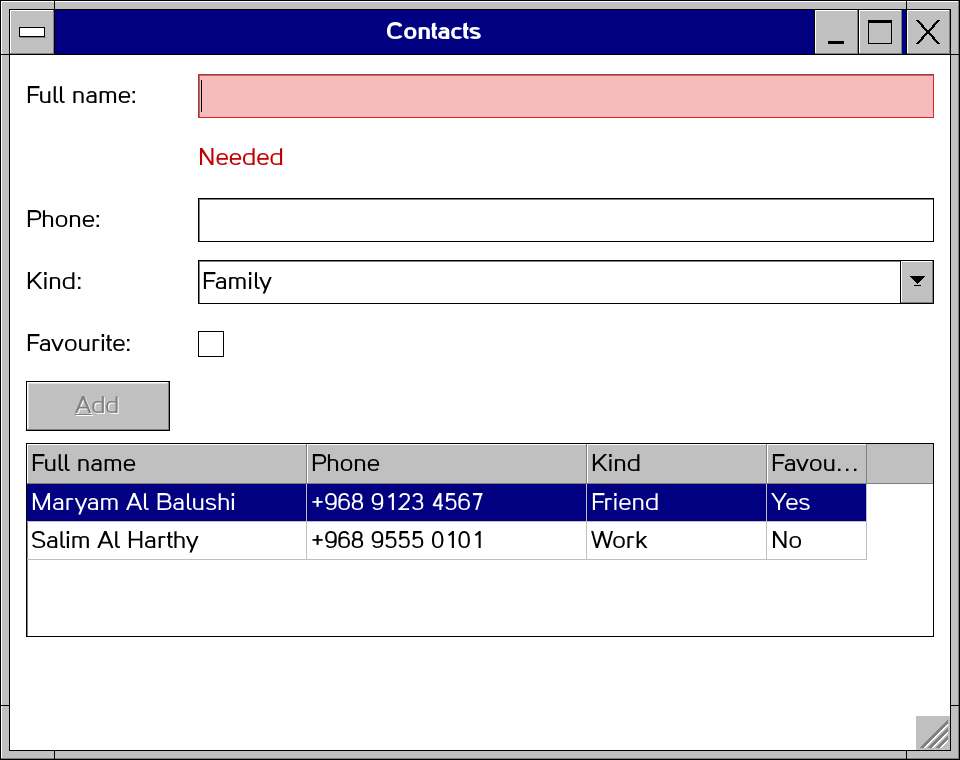 Contacts
Full name:
Needed
Phone:
Kind: Family
Favourite:
Add
Full name Phone Kind Favou...
Maryam Al Balushi +968 9123 4567 Friend Yes
Salim Al Harthy +968 9555 0101 Work No